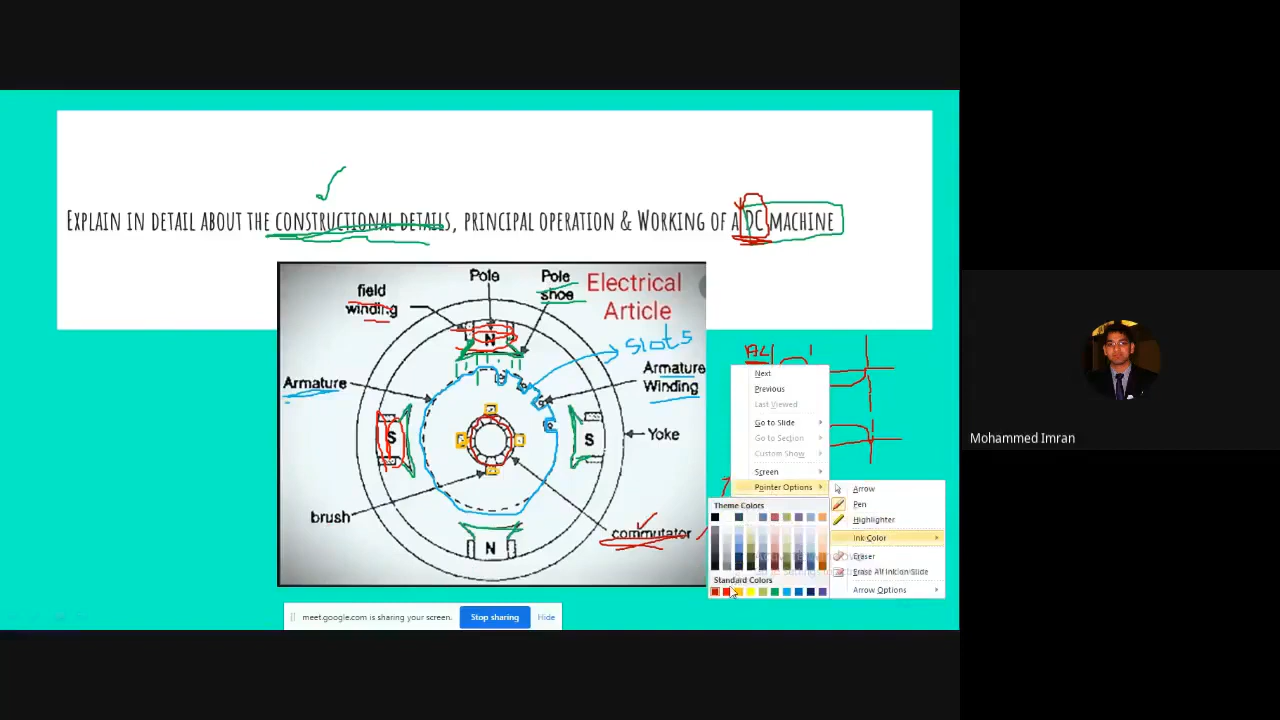 EXPLAIN IN DETAIL ABOUT THE CONSTRUCTIONAL DETAILS, PRINCIPAL OPERATION & WORKING OF A DC MACHINE
Pole
Pole shoe
Electrical Article
field winding
N
Slots
Armature
Armature Winding
S
S
Yoke
brush
commutator
N
AC
Next
Previous
Last Viewed
Go to Slide
Go to Section
Custom Show
Screen
Pointer Options
Arrow
Pen
Highlighter
Ink Color
Eraser
Erase All Ink on Slide
Arrow Options
Theme Colors
Standard Colors
meet.google.com is sharing your screen.
Stop sharing
Hide
Mohammed Imran